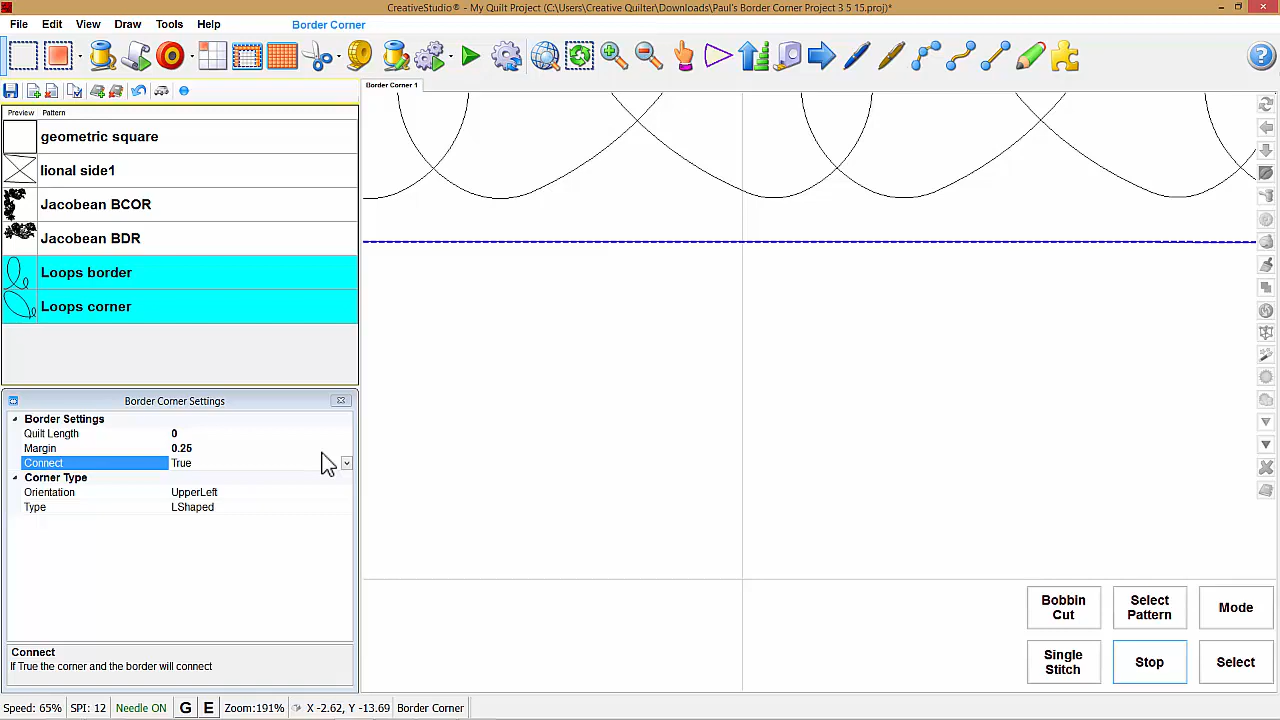 CreativeStudio® - My Quilt Project (C:\Users\Creative Quilter\Downloads\Paul's Border Corner Project 3 5 15.proj)*
File Edit View Draw Tools Help Border Corner
Border Corner 1
Preview Pattern
geometric square
lional side1
Jacobean BCOR
Jacobean BDR
Loops border
Loops corner
Border Corner Settings
Border Settings
Quilt Length 0
Margin 0.25
Connect True
Corner Type
Orientation UpperLeft
Type LShaped
Connect
If True the corner and the border will connect
Bobbin Cut
Select Pattern
Mode
Single Stitch
Stop
Select
Speed: 65% SPI: 12 Needle ON G E Zoom:191% X -2.62, Y -13.69 Border Corner